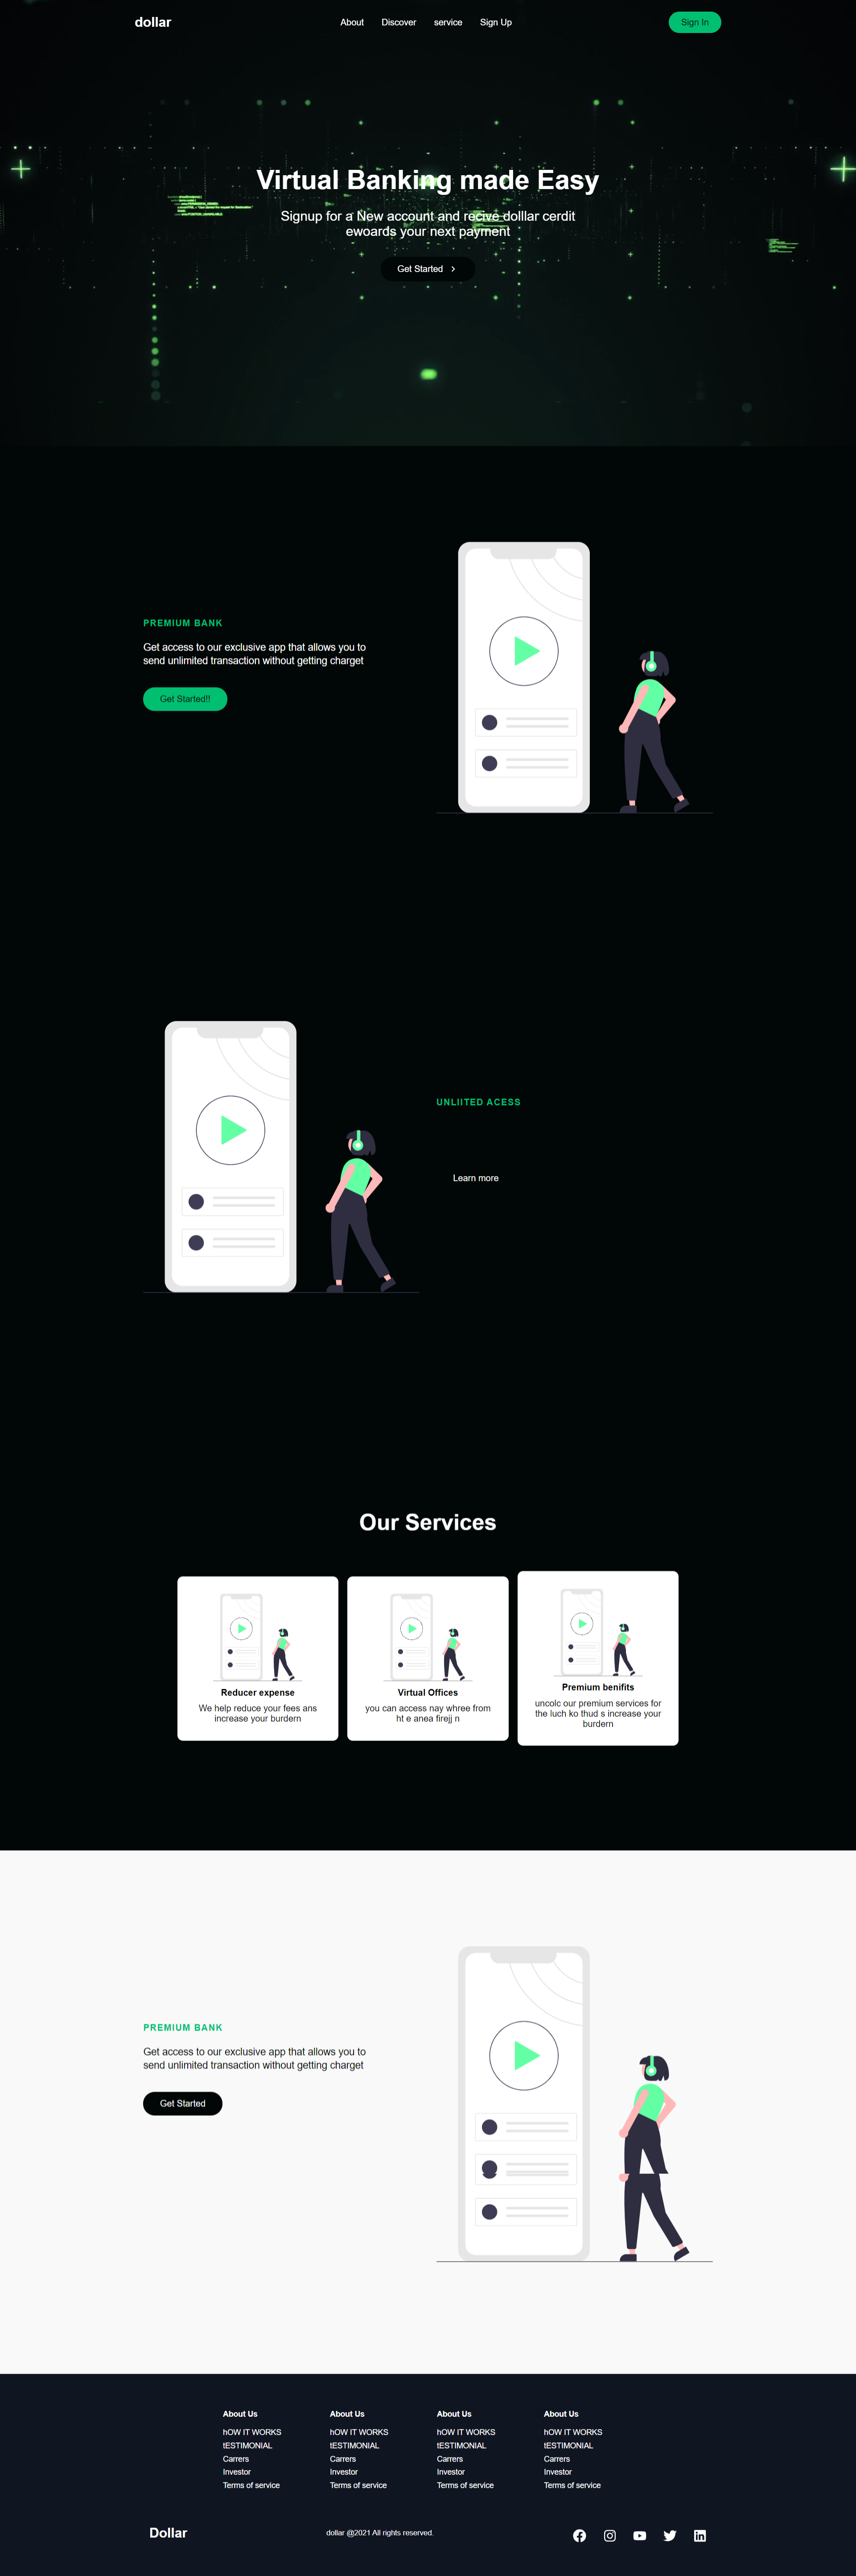 dollar
About Discover service Sign Up
Sign In
Virtual Banking made Easy
Signup for a New account and recive dolllar cerdit
ewoards your next payment
Get Started
PREMIUM BANK
Get access to our exclusive app that allows you to
send unlimited transaction without getting charget
Get Started!!
UNLIITED ACESS
Learn more
Our Services
Reducer expense
We help reduce your fees ans
increase your burdern
Virtual Offices
you can access nay whree from
ht e anea firejj n
Premium benifits
uncolc our premium services for
the luch ko thud s increase your
burdern
PREMIUM BANK
Get access to our exclusive app that allows you to
send unlimited transaction without getting charget
Get Started
About Us
hOW IT WORKS
tESTIMONIAL
Carrers
Investor
Terms of service
About Us
hOW IT WORKS
tESTIMONIAL
Carrers
Investor
Terms of service
About Us
hOW IT WORKS
tESTIMONIAL
Carrers
Investor
Terms of service
About Us
hOW IT WORKS
tESTIMONIAL
Carrers
Investor
Terms of service
Dollar
dollar @2021 All rights reserved.